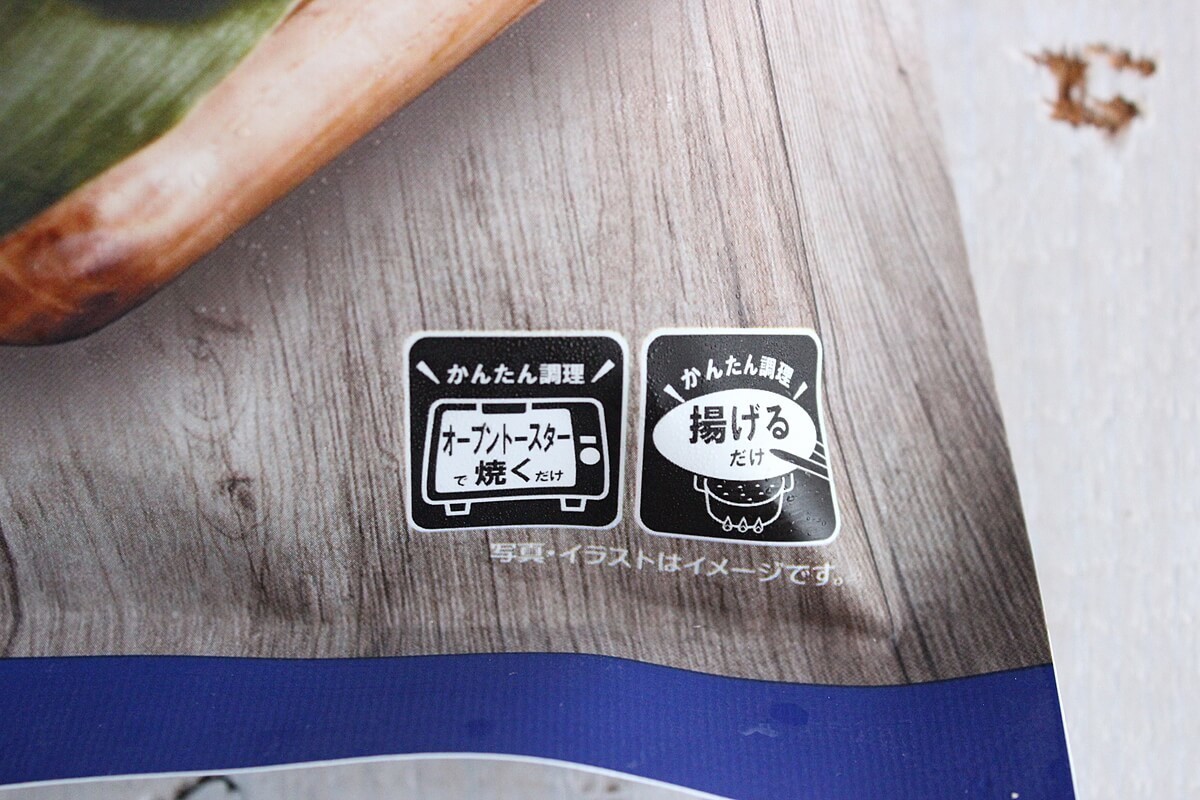 かんたん調理
オーブントースター
で焼くだけ
かんたん調理
揚げる
だけ
写真・イラストはイメージです。